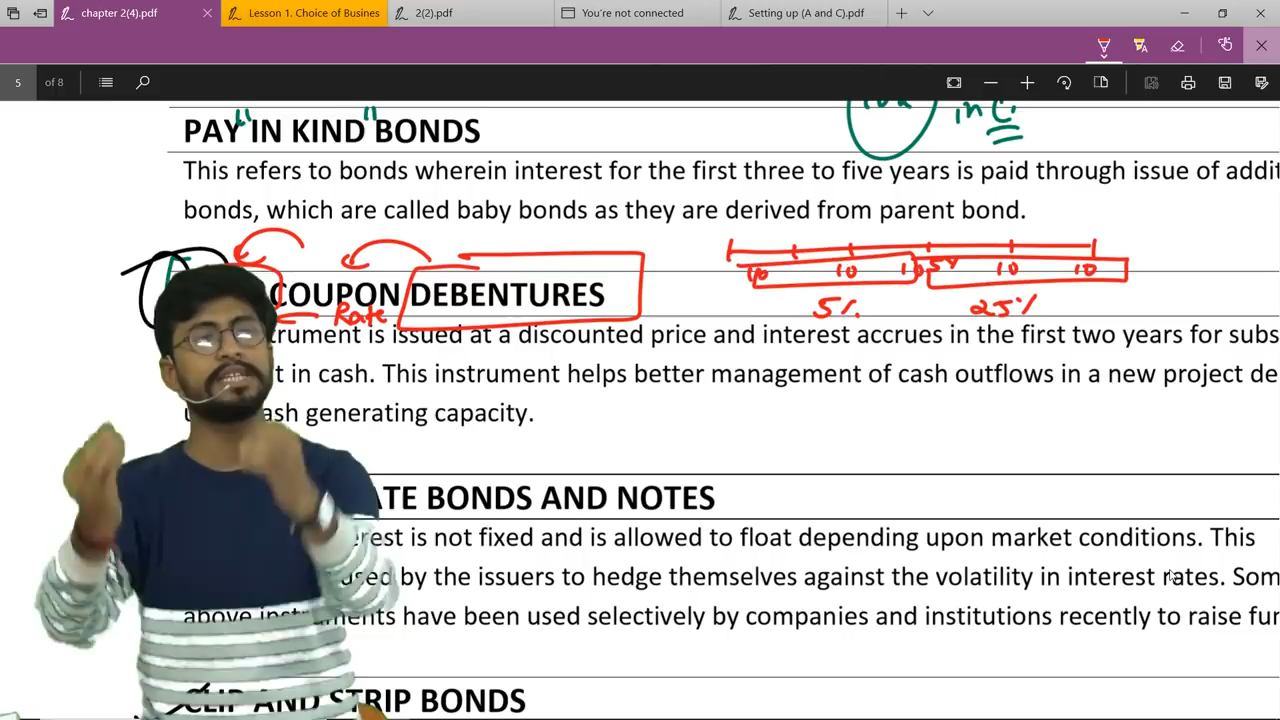 chapter 2(4).pdf
Lesson 1. Choice of Busines
2(2).pdf
You're not connected
Setting up (A and C).pdf
5 of 8
in
PAY "IN KIND" BONDS
This refers to bonds wherein interest for the first three to five years is paid through issue of addi
bonds, which are called baby bonds as they are derived from parent bond.
10 10 10 5Y 10 10
COUPON DEBENTURES
Rate 5% 25%
trument is issued at a discounted price and interest accrues in the first two years for subs
t in cash. This instrument helps better management of cash outflows in a new project de
ash generating capacity.
ATE BONDS AND NOTES
erest is not fixed and is allowed to float depending upon market conditions. This
used by the issuers to hedge themselves against the volatility in interest rates. Som
above instruments have been used selectively by companies and institutions recently to raise fu
CLIP AND STRIP BONDS